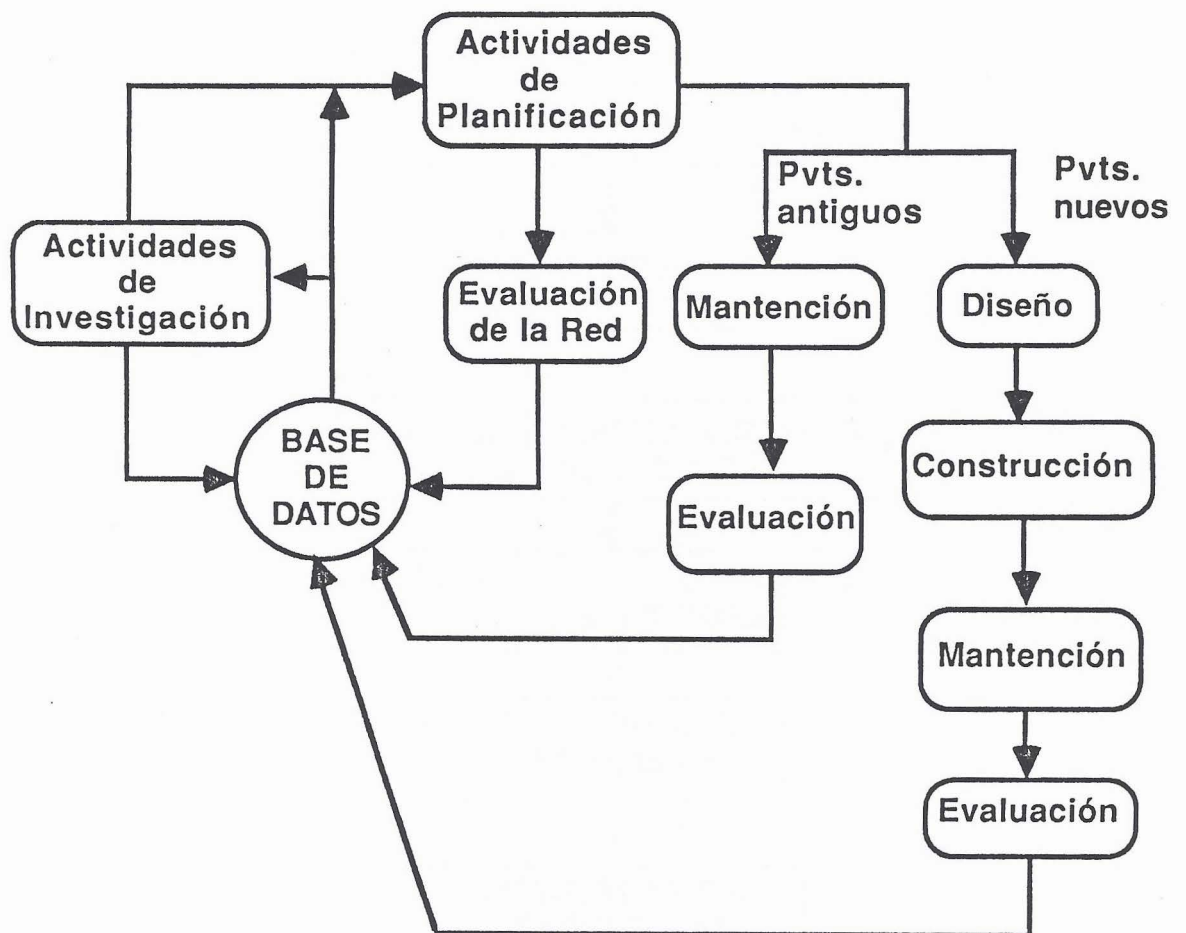 Actividades
de
Planificación
Pvts.
antiguos
Pvts.
nuevos
Actividades
de
Investigación
Evaluación
de la Red
Mantención
Diseño
BASE
DE
DATOS
Construcción
Evaluación
Mantención
Evaluación